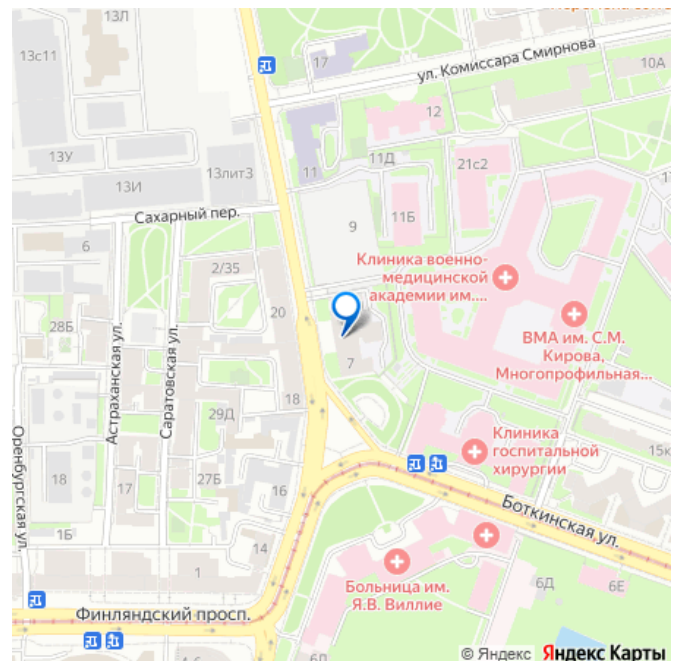 13Л
13с11
17
ул. Комиссара Смирнова
10А
12
13У
11Д
21с2
13И
13лит3
11
Сахарный пер.
11Б
9
6
Клиника военно-
медицинской
академии им....
2/35
20
28Б
ВМА им. С.М.
Кирова,
Многопрофильная...
Астраханская ул.
Саратовская ул.
7
18
29Д
Клиника
госпитальной
хирургии
15к
Оренбургская ул.
18
27Б
17
16
Боткинская ул.
1Б
14
1
Больница им.
Я.В. Виллие
6Д
6Е
Финляндский просп.
© Яндекс Яндекс Карты